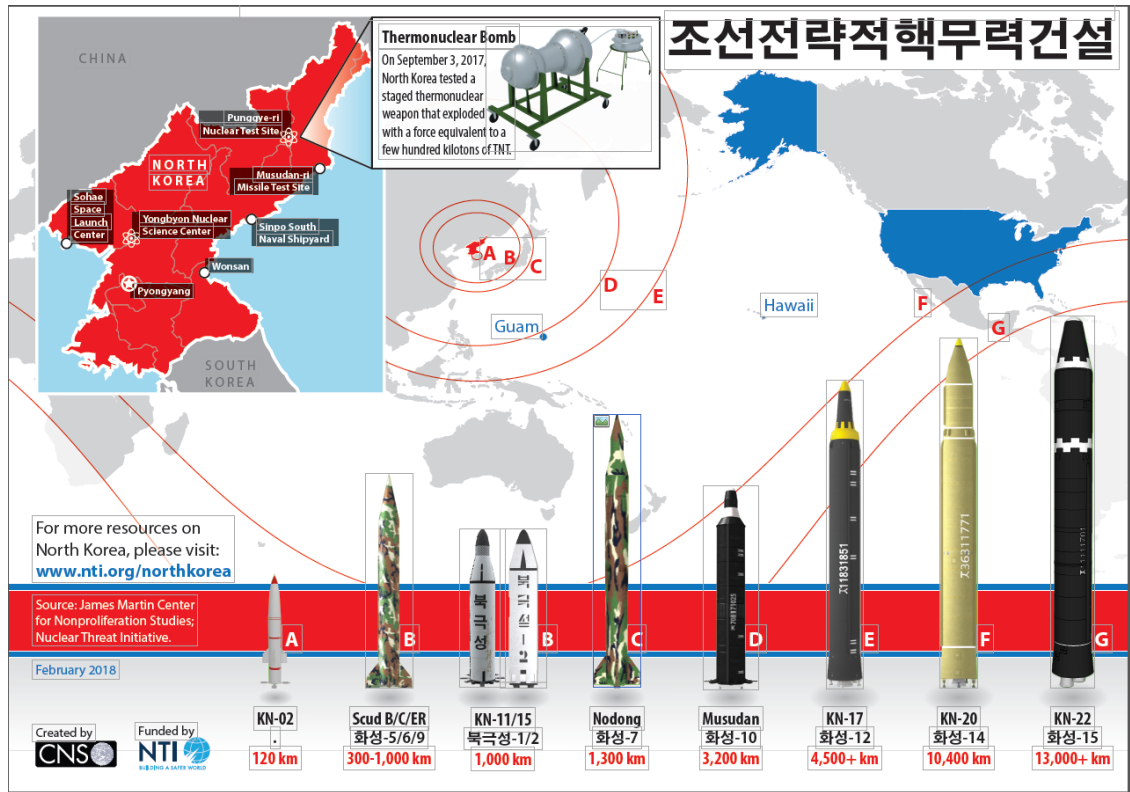 조선전략적핵무력건설
CHINA
Thermonuclear Bomb
On September 3, 2017,
North Korea tested a
staged thermonuclear
weapon that exploded
with a force equivalent to a
few hundred kilotons of TNT.
Punggye-ri
Nuclear Test Site
NORTH
KOREA
Musudan-ri
Missile Test Site
Sohae
Space
Launch
Center
Yongbyon Nuclear
Science Center
Sinpo South
Naval Shipyard
Wonsan
Pyongyang
SOUTH
KOREA
A
B
C
D
E
F
G
Guam
Hawaii
For more resources on
North Korea, please visit:
www.nti.org/northkorea
Source: James Martin Center
for Nonproliferation Studies;
Nuclear Threat Initiative.
February 2018
Created by
CNS
Funded by
NTI
BUILDING A SAFER WORLD
A
B
북극성
북극성-2
B
C
D
ㅈ11831851
E
ㅈ36311771
F
G
KN-02
.
120 km
Scud B/C/ER
화성-5/6/9
300-1,000 km
KN-11/15
북극성-1/2
1,000 km
Nodong
화성-7
1,300 km
Musudan
화성-10
3,200 km
KN-17
화성-12
4,500+ km
KN-20
화성-14
10,400 km
KN-22
화성-15
13,000+ km